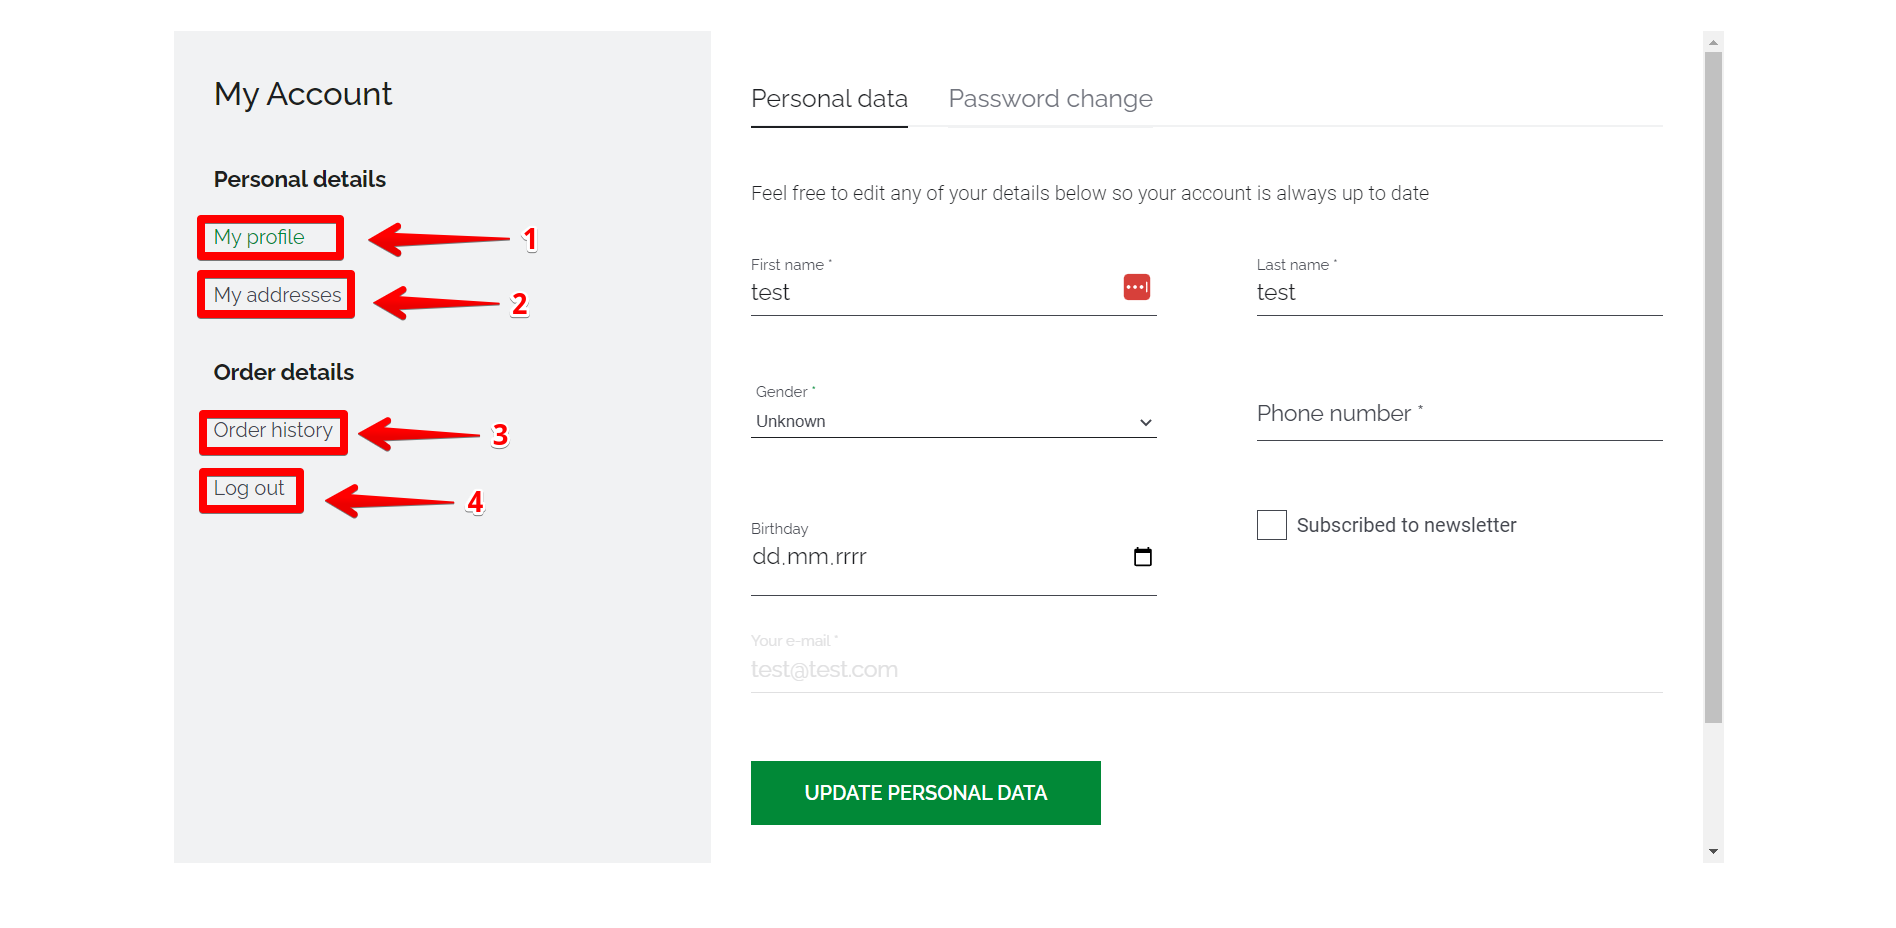 My Account
Personal details
My profile
1
My addresses
2
Order details
Order history
3
Log out
4
Personal data Password change
Feel free to edit any of your details below so your account is always up to date
First name * Last name *
test test
Gender *
Unknown
Phone number *
Birthday
dd.mm.rrrr
Subscribed to newsletter
Your e-mail *
test@test.com
UPDATE PERSONAL DATA